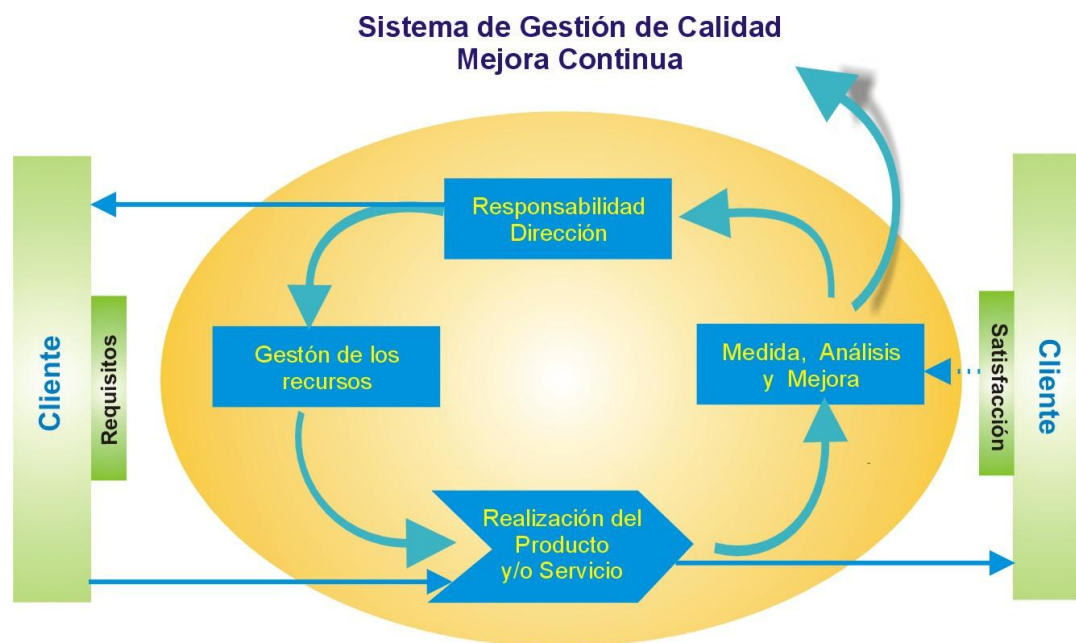 Sistema de Gestión de Calidad
Mejora Continua
Responsabilidad
Dirección
Gestón de los
recursos
Medida, Análisis
y Mejora
Realización del
Producto
y/o Servicio
Cliente
Requisitos
Satisfacción
Cliente